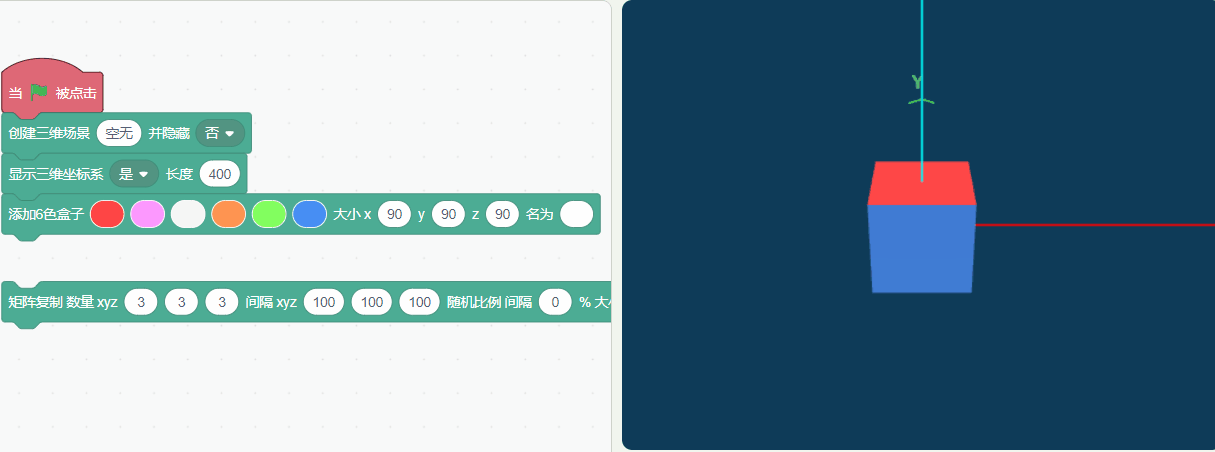 当 被点击
创建三维场景 空无 并隐藏 否
显示三维坐标系 是 长度 400
添加6色盒子 大小 x 90 y 90 z 90 名为
矩阵复制 数量 xyz 3 3 3 间隔 xyz 100 100 100 随机比例 间隔 0 % 大
Y